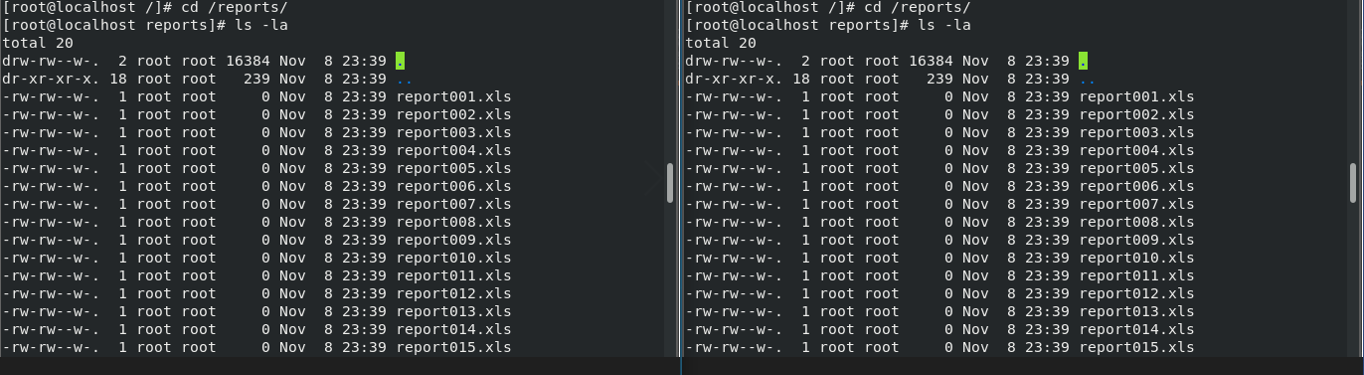 [root@localhost /]# cd /reports/
[root@localhost reports]# ls -la
total 20
drw-rw--w-.  2 root root 16384 Nov  8 23:39 .
dr-xr-xr-x. 18 root root   239 Nov  8 23:39 ..
-rw-rw--w-.  1 root root     0 Nov  8 23:39 report001.xls
-rw-rw--w-.  1 root root     0 Nov  8 23:39 report002.xls
-rw-rw--w-.  1 root root     0 Nov  8 23:39 report003.xls
-rw-rw--w-.  1 root root     0 Nov  8 23:39 report004.xls
-rw-rw--w-.  1 root root     0 Nov  8 23:39 report005.xls
-rw-rw--w-.  1 root root     0 Nov  8 23:39 report006.xls
-rw-rw--w-.  1 root root     0 Nov  8 23:39 report007.xls
-rw-rw--w-.  1 root root     0 Nov  8 23:39 report008.xls
-rw-rw--w-.  1 root root     0 Nov  8 23:39 report009.xls
-rw-rw--w-.  1 root root     0 Nov  8 23:39 report010.xls
-rw-rw--w-.  1 root root     0 Nov  8 23:39 report011.xls
-rw-rw--w-.  1 root root     0 Nov  8 23:39 report012.xls
-rw-rw--w-.  1 root root     0 Nov  8 23:39 report013.xls
-rw-rw--w-.  1 root root     0 Nov  8 23:39 report014.xls
-rw-rw--w-.  1 root root     0 Nov  8 23:39 report015.xls
[root@localhost /]# cd /reports/
[root@localhost reports]# ls -la
total 20
drw-rw--w-.  2 root root 16384 Nov  8 23:39 .
dr-xr-xr-x. 18 root root   239 Nov  8 23:39 ..
-rw-rw--w-.  1 root root     0 Nov  8 23:39 report001.xls
-rw-rw--w-.  1 root root     0 Nov  8 23:39 report002.xls
-rw-rw--w-.  1 root root     0 Nov  8 23:39 report003.xls
-rw-rw--w-.  1 root root     0 Nov  8 23:39 report004.xls
-rw-rw--w-.  1 root root     0 Nov  8 23:39 report005.xls
-rw-rw--w-.  1 root root     0 Nov  8 23:39 report006.xls
-rw-rw--w-.  1 root root     0 Nov  8 23:39 report007.xls
-rw-rw--w-.  1 root root     0 Nov  8 23:39 report008.xls
-rw-rw--w-.  1 root root     0 Nov  8 23:39 report009.xls
-rw-rw--w-.  1 root root     0 Nov  8 23:39 report010.xls
-rw-rw--w-.  1 root root     0 Nov  8 23:39 report011.xls
-rw-rw--w-.  1 root root     0 Nov  8 23:39 report012.xls
-rw-rw--w-.  1 root root     0 Nov  8 23:39 report013.xls
-rw-rw--w-.  1 root root     0 Nov  8 23:39 report014.xls
-rw-rw--w-.  1 root root     0 Nov  8 23:39 report015.xls